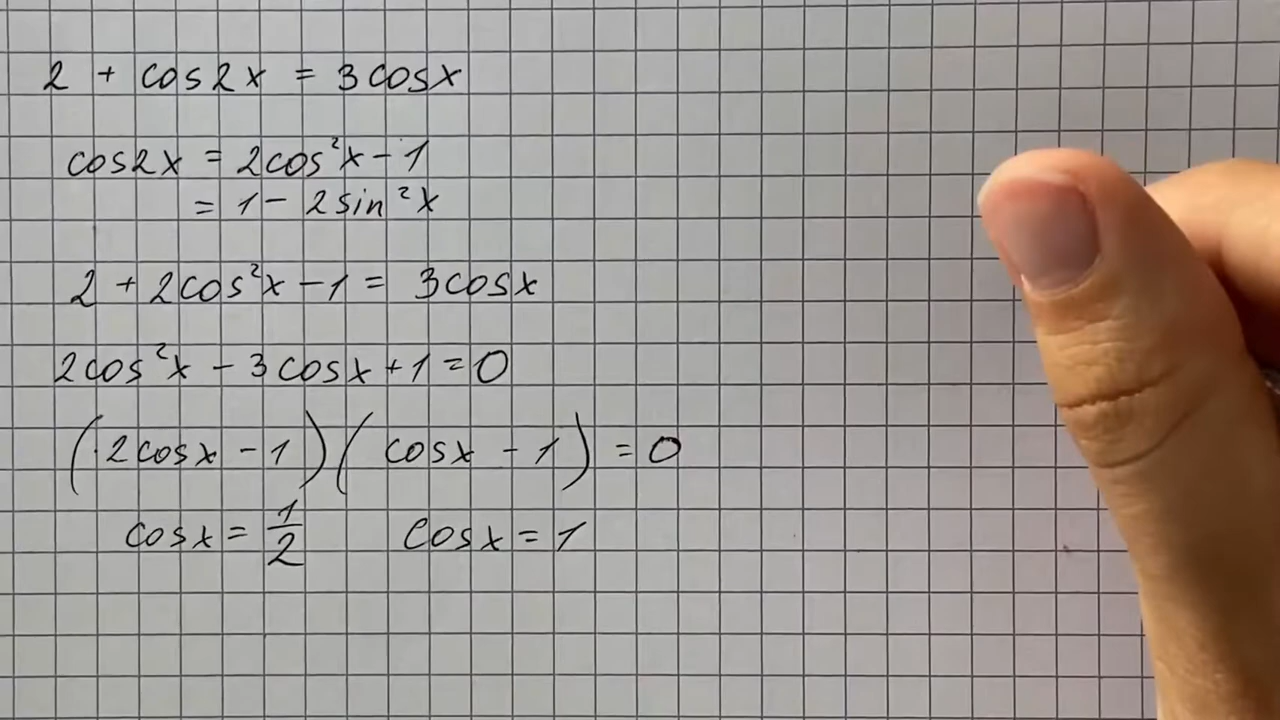 2 + cos2x = 3cosx
cos2x = 2cos²x - 1
= 1 - 2sin²x
2 + 2cos²x - 1 = 3cosx
2cos²x - 3cosx + 1 = 0
(2cosx - 1)(cosx - 1) = 0
cosx = 1/2 cosx = 1